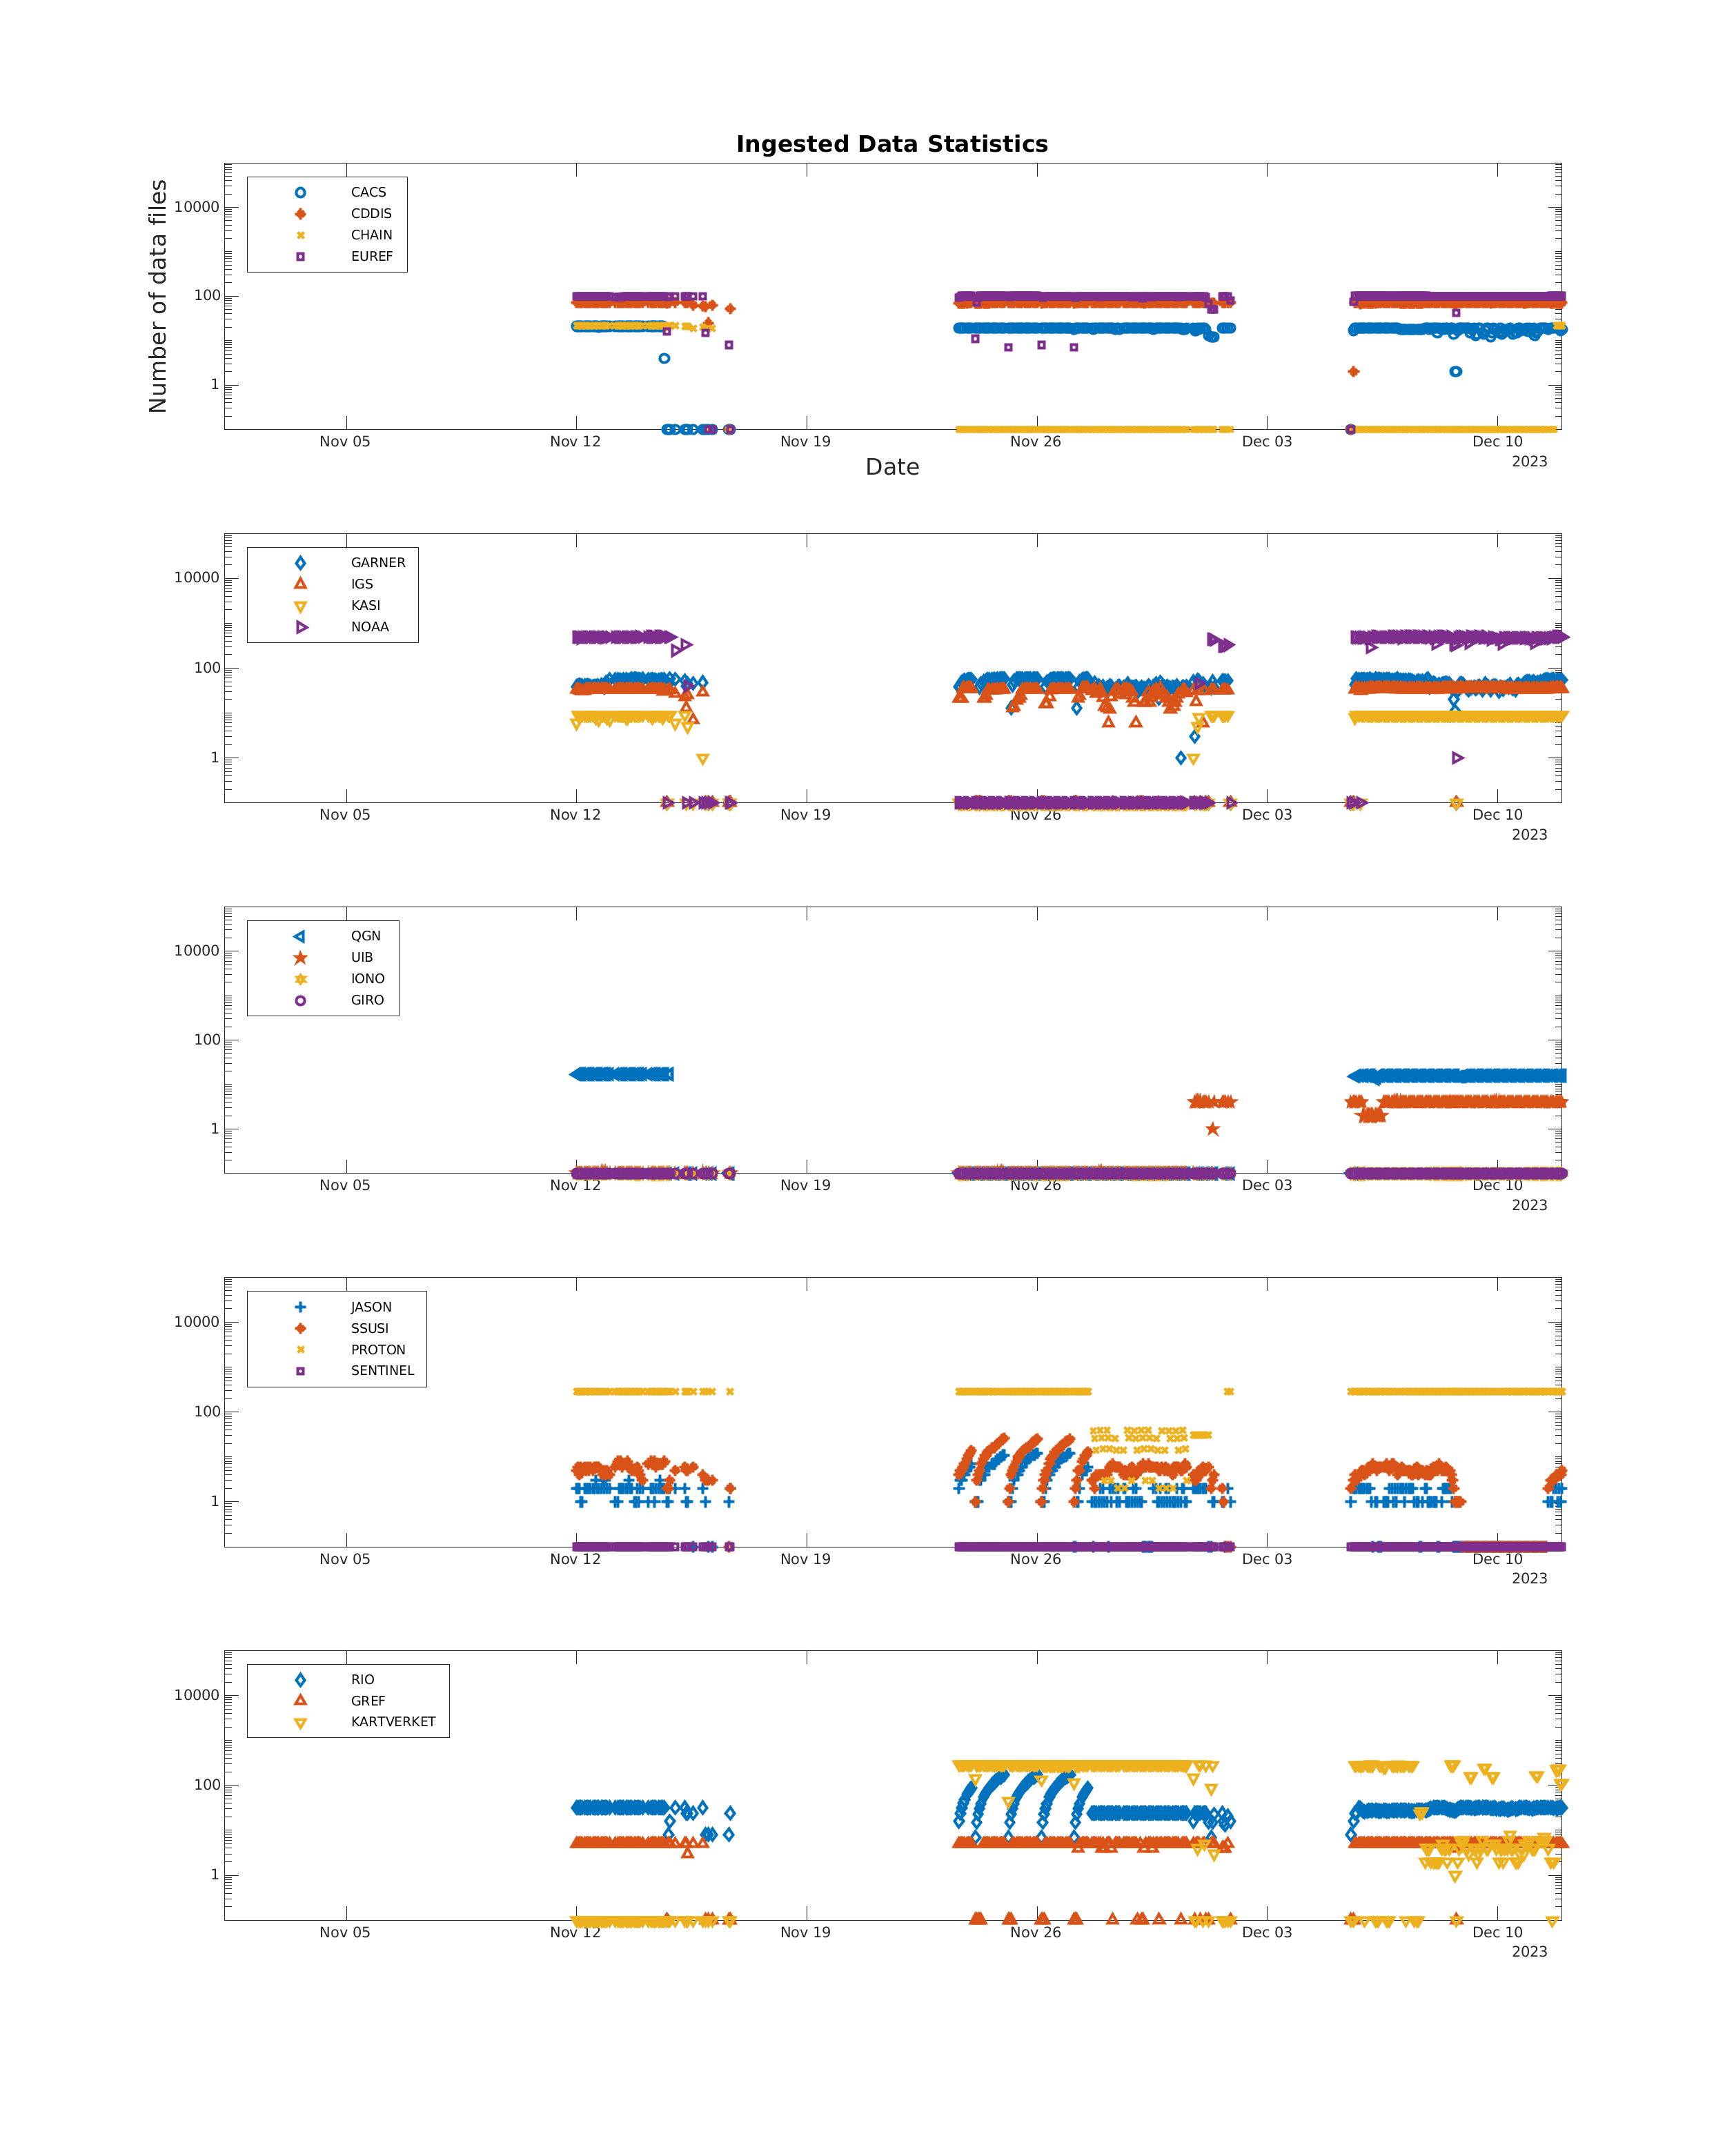 Ingested Data Statistics
Number of data files
CACS
CDDIS
CHAIN
EUREF
10000
100
1
Nov 05 Nov 12 Nov 19 Nov 26 Dec 03 Dec 10
2023
Date
GARNER
IGS
KASI
NOAA
10000
100
1
Nov 05 Nov 12 Nov 19 Nov 26 Dec 03 Dec 10
2023
QGN
UIB
IONO
GIRO
10000
100
1
Nov 05 Nov 12 Nov 19 Nov 26 Dec 03 Dec 10
2023
JASON
SSUSI
PROTON
SENTINEL
10000
100
1
Nov 05 Nov 12 Nov 19 Nov 26 Dec 03 Dec 10
2023
RIO
GREF
KARTVERKET
10000
100
1
Nov 05 Nov 12 Nov 19 Nov 26 Dec 03 Dec 10
2023